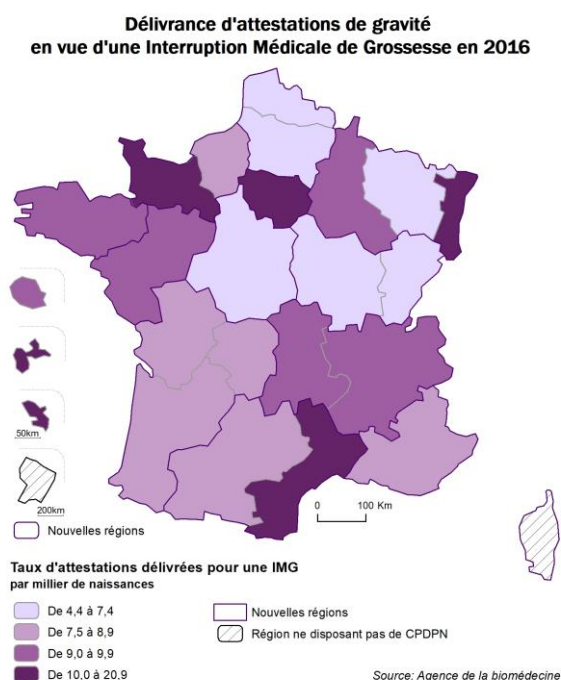 Délivrance d'attestations de gravité
en vue d'une Interruption Médicale de Grossesse en 2016
50km
200km
0 100 Km
Nouvelles régions
Taux d'attestations délivrées pour une IMG
par millier de naissances
De 4,4 à 7,4
De 7,5 à 8,9
De 9,0 à 9,9
De 10,0 à 20,9
Nouvelles régions
Région ne disposant pas de CPDPN
Source: Agence de la biomédecine